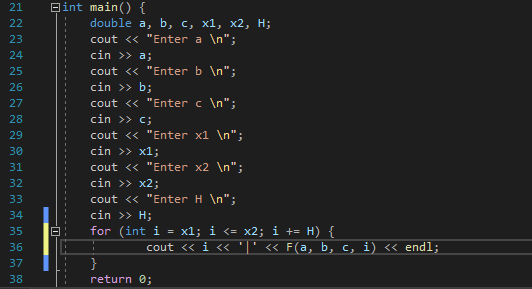 21 int main() {
22 double a, b, c, x1, x2, H;
23 cout << "Enter a \n";
24 cin >> a;
25 cout << "Enter b \n";
26 cin >> b;
27 cout << "Enter c \n";
28 cin >> c;
29 cout << "Enter x1 \n";
30 cin >> x1;
31 cout << "Enter x2 \n";
32 cin >> x2;
33 cout << "Enter H \n";
34 cin >> H;
35 for (int i = x1; i <= x2; i += H) {
36 cout << i << '|' << F(a, b, c, i) << endl;
37 }
38 return 0;